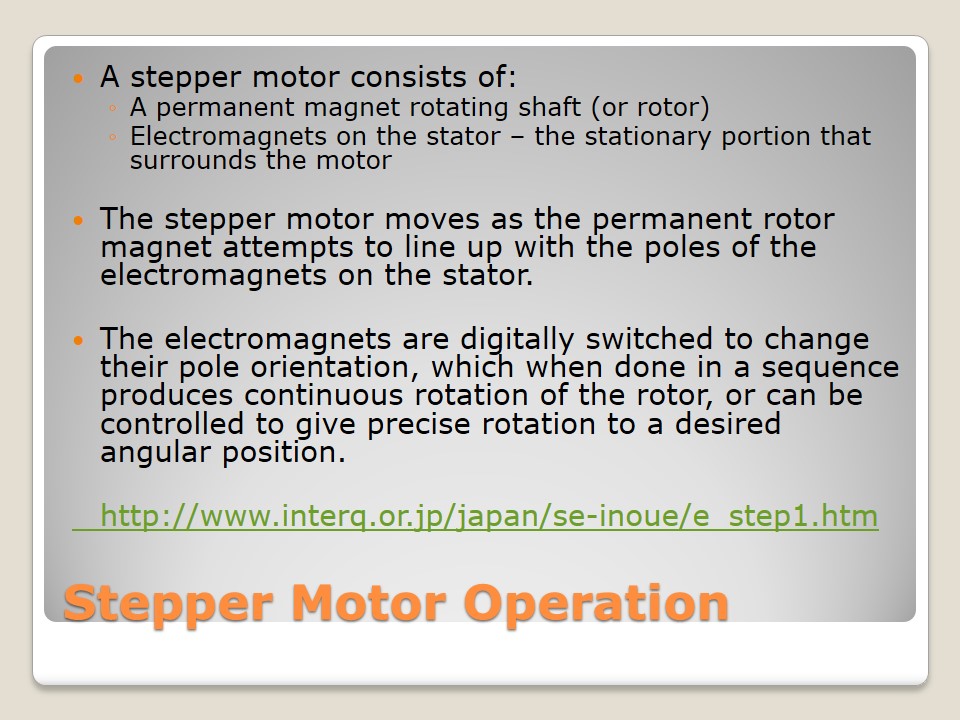 A stepper motor consists of:
A permanent magnet rotating shaft (or rotor)
Electromagnets on the stator – the stationary portion that
surrounds the motor
The stepper motor moves as the permanent rotor
magnet attempts to line up with the poles of the
electromagnets on the stator.
The electromagnets are digitally switched to change
their pole orientation, which when done in a sequence
produces continuous rotation of the rotor, or can be
controlled to give precise rotation to a desired
angular position.
http://www.interq.or.jp/japan/se-inoue/e_step1.htm
Stepper Motor Operation